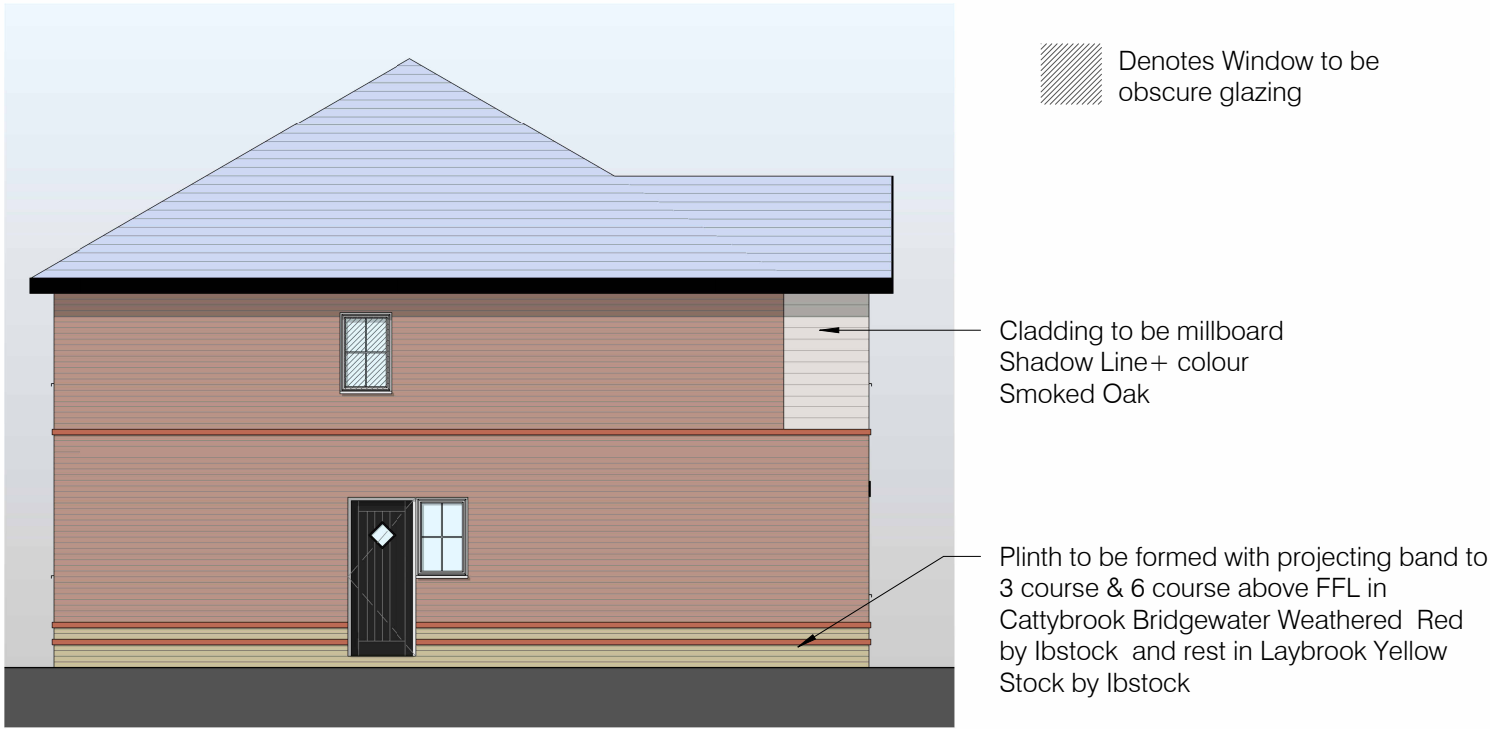 Denotes Window to be
obscure glazing
Cladding to be millboard
Shadow Line+ colour
Smoked Oak
Plinth to be formed with projecting band to
3 course & 6 course above FFL in
Cattybrook Bridgewater Weathered  Red
by Ibstock  and rest in Laybrook Yellow
Stock by Ibstock